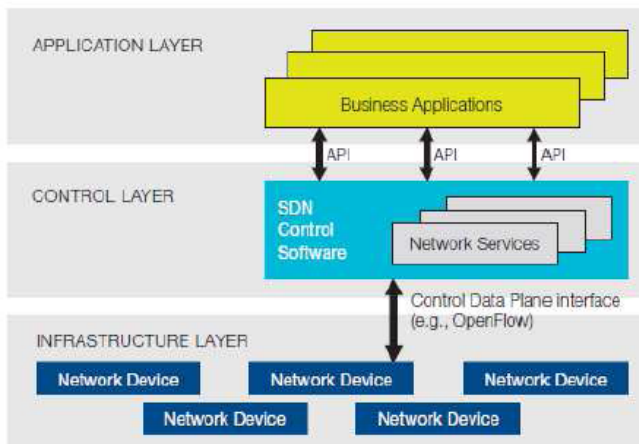 APPLICATION LAYER
Business Applications
API
API
API
CONTROL LAYER
SDN
Control
Software
Network Services
Control Data Plane interface
(e.g., OpenFlow)
INFRASTRUCTURE LAYER
Network Device
Network Device
Network Device
Network Device
Network Device